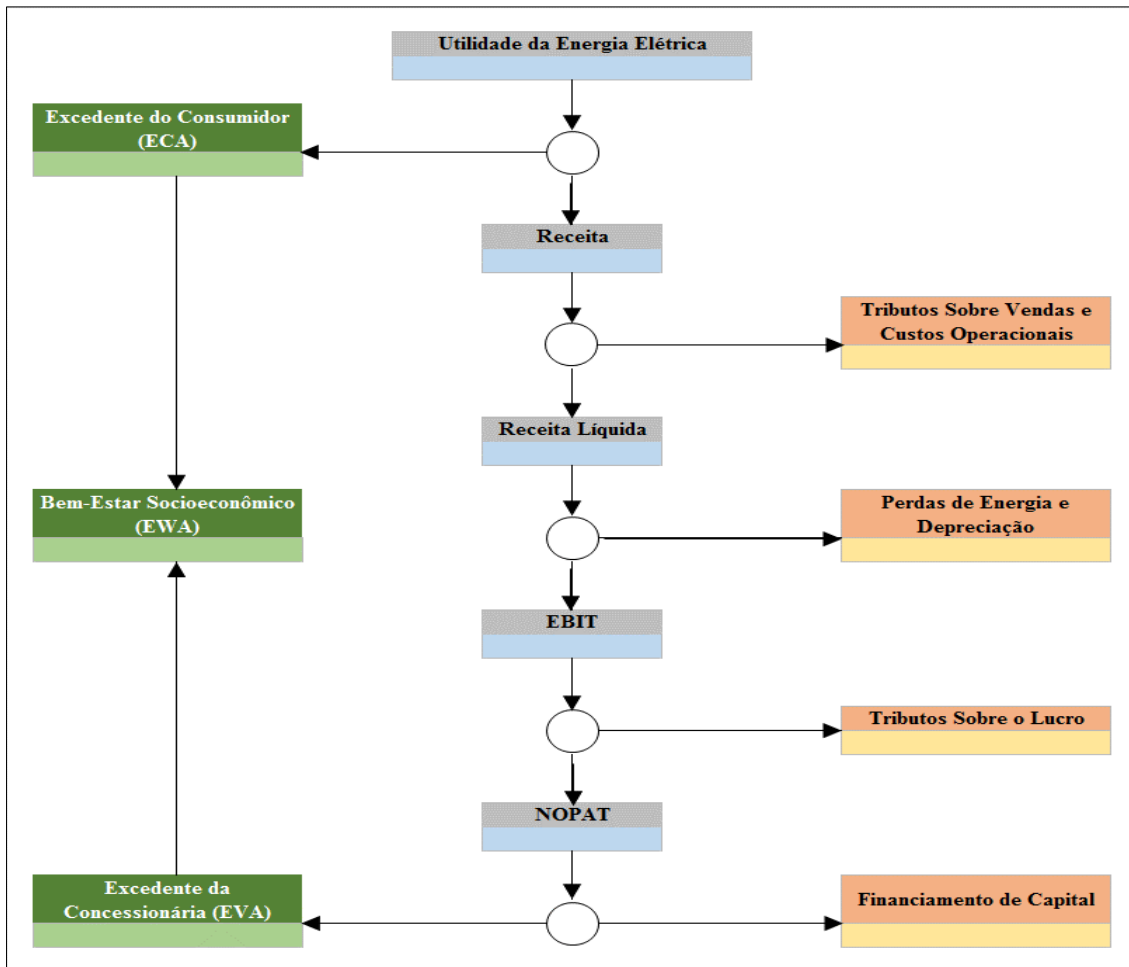 Utilidade da Energia Elétrica
Excedente do Consumidor
(ECA)
Receita
Tributos Sobre Vendas e
Custos Operacionais
Receita Líquida
Bem-Estar Socioeconômico
(EWA)
Perdas de Energia e
Depreciação
EBIT
Tributos Sobre o Lucro
NOPAT
Excedente da
Concessionária (EVA)
Financiamento de Capital